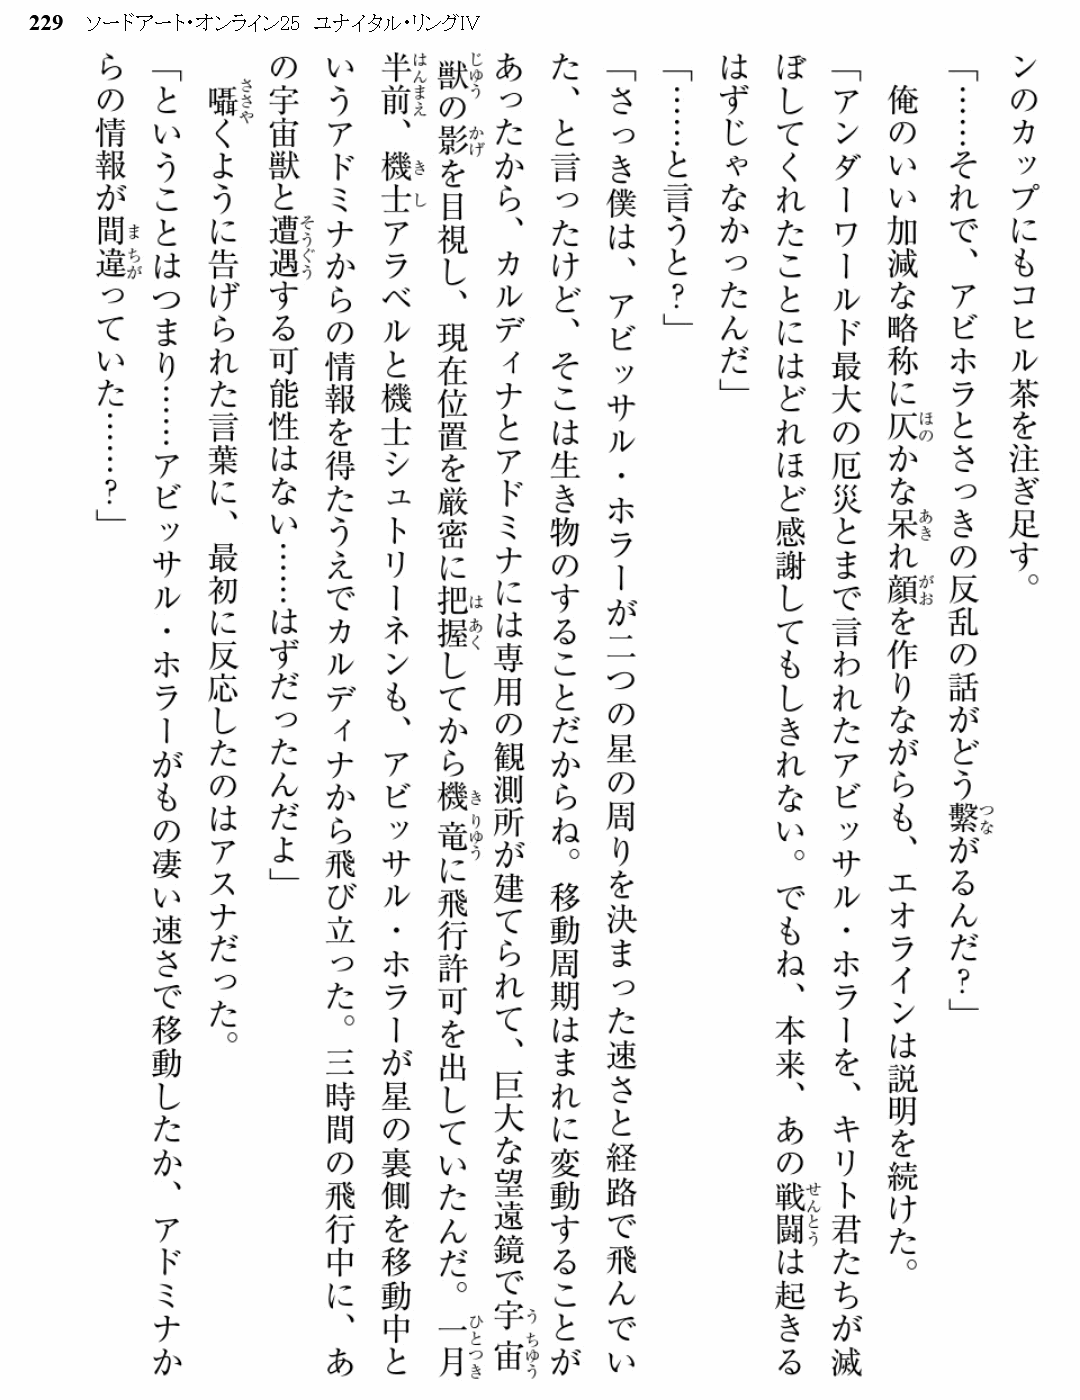 229 ソードアート・オンライン25 ユナイタル・リングIV
ンのカップにもコヒル茶を注ぎ足す。
「……それで、アビホラとさっきの反乱の話がどう繫がるんだ？」
俺のいい加減な略称に仄かな呆れ顔を作りながらも、エオラインは説明を続けた。
「アンダーワールド最大の厄災とまで言われたアビッサル・ホラーを、キリト君たちが滅
ぼしてくれたことにはどれほど感謝してもしきれない。でもね、本来、あの戦闘は起きる
はずじゃなかったんだ」
「……と言うと？」
「さっき僕は、アビッサル・ホラーが二つの星の周りを決まった速さと経路で飛んでい
た、と言ったけど、そこは生き物のすることだからね。移動周期はまれに変動することが
あったから、カルディナとアドミナには専用の観測所が建てられて、巨大な望遠鏡で宇宙
獣の影を目視し、現在位置を厳密に把握してから機竜に飛行許可を出していたんだ。一月
半前、機士アラベルと機士シュトリーネンも、アビッサル・ホラーが星の裏側を移動中と
いうアドミナからの情報を得たうえでカルディナから飛び立った。三時間の飛行中に、あ
の宇宙獣と遭遇する可能性はない……はずだったんだよ」
囁くように告げられた言葉に、最初に反応したのはアスナだった。
「ということはつまり……アビッサル・ホラーがもの凄い速さで移動したか、アドミナか
らの情報が間違っていた……？」